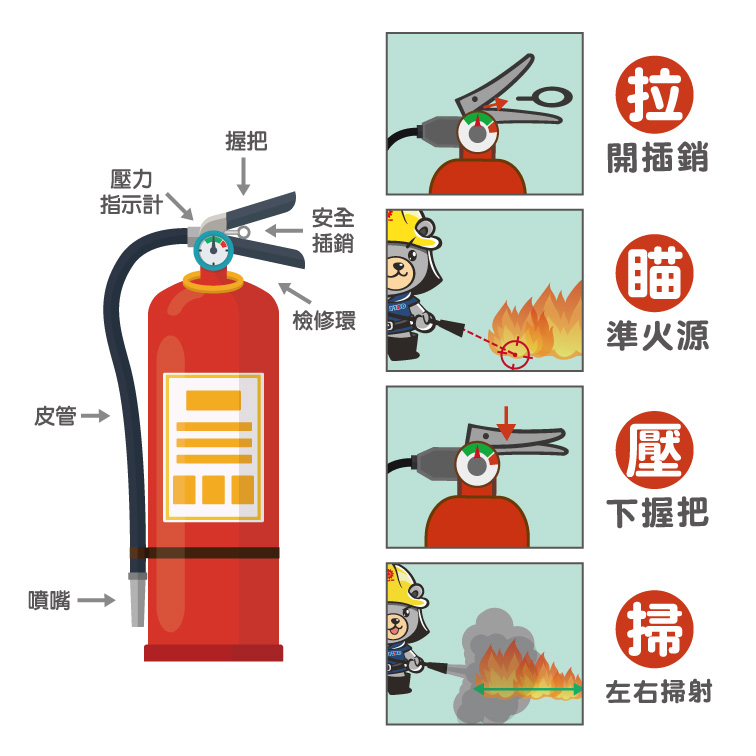 握把
壓力
指示計
安全
插銷
檢修環
皮管
噴嘴
拉
開插銷
瞄
準火源
壓
下握把
掃
左右掃射